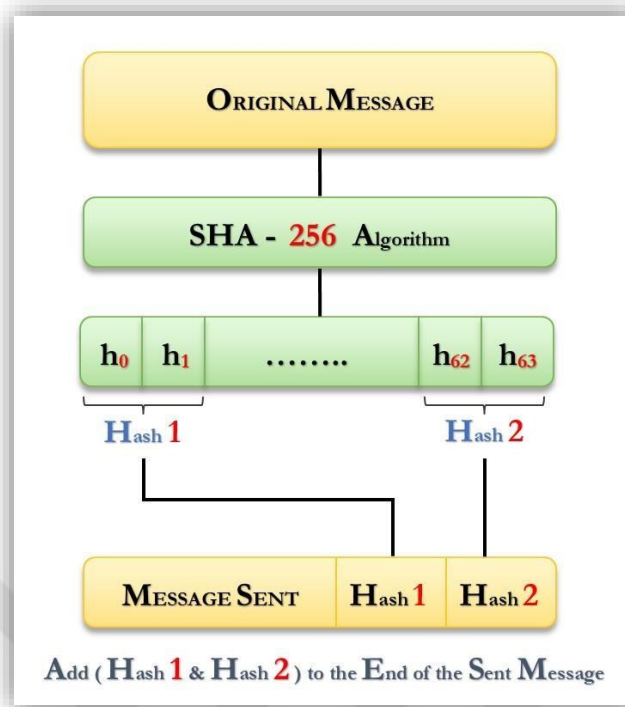 ORIGINAL MESSAGE
SHA - 256 Algorithm
h0 h1 ........ h62 h63
Hash 1 Hash 2
MESSAGE SENT Hash 1 Hash 2
Add ( Hash 1 & Hash 2 ) to the End of the Sent Message